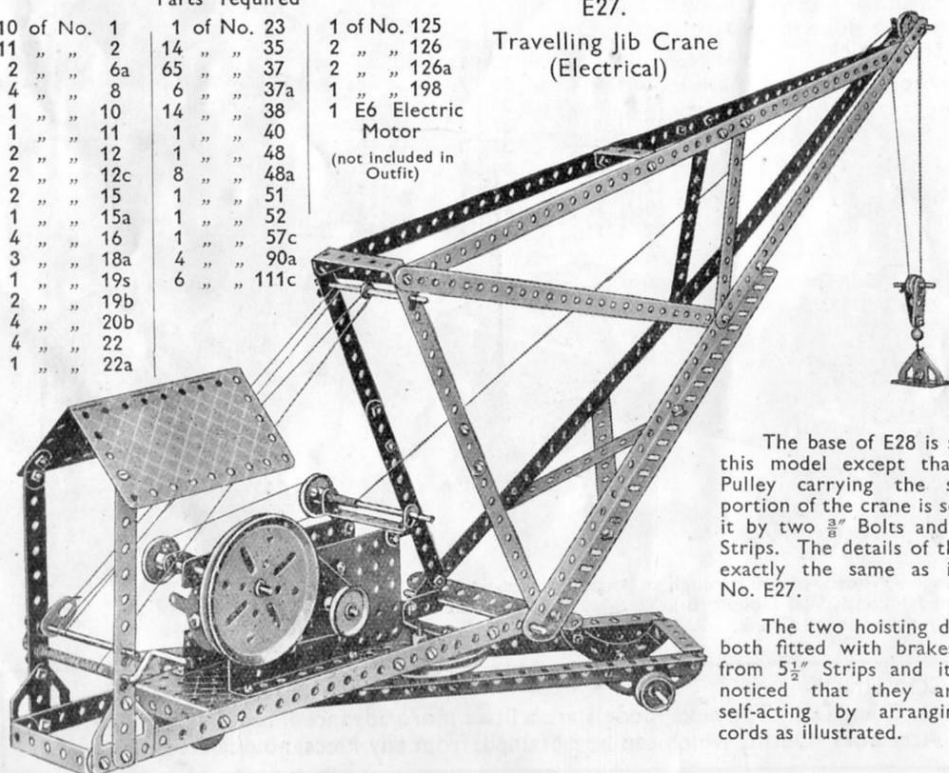 Parts required
10 of No. 1
11 „ „ 2
2 „ „ 6a
4 „ „ 8
1 „ „ 10
1 „ „ 11
2 „ „ 12
2 „ „ 12c
2 „ „ 15
1 „ „ 15a
4 „ „ 16
3 „ „ 18a
1 „ „ 19s
2 „ „ 19b
4 „ „ 20b
4 „ „ 22
1 „ „ 22a
1 of No. 23
14 „ „ 35
65 „ „ 37
6 „ „ 37a
14 „ „ 38
1 „ „ 40
1 „ „ 48
8 „ „ 48a
1 „ „ 51
1 „ „ 52
1 „ „ 57c
4 „ „ 90a
6 „ „ 111c
1 of No. 125
2 „ „ 126
2 „ „ 126a
1 „ „ 198
1 E6 Electric
Motor
(not included in
Outfit)
E27.
Travelling Jib Crane
(Electrical)
The base of E28 is
this model except tha
Pulley carrying the s
portion of the crane is s
it by two ⅜″ Bolts and
Strips. The details of th
exactly the same as i
No. E27.
The two hoisting d
both fitted with brake
from 5½″ Strips and it
noticed that they ar
self-acting by arrangin
cords as illustrated.